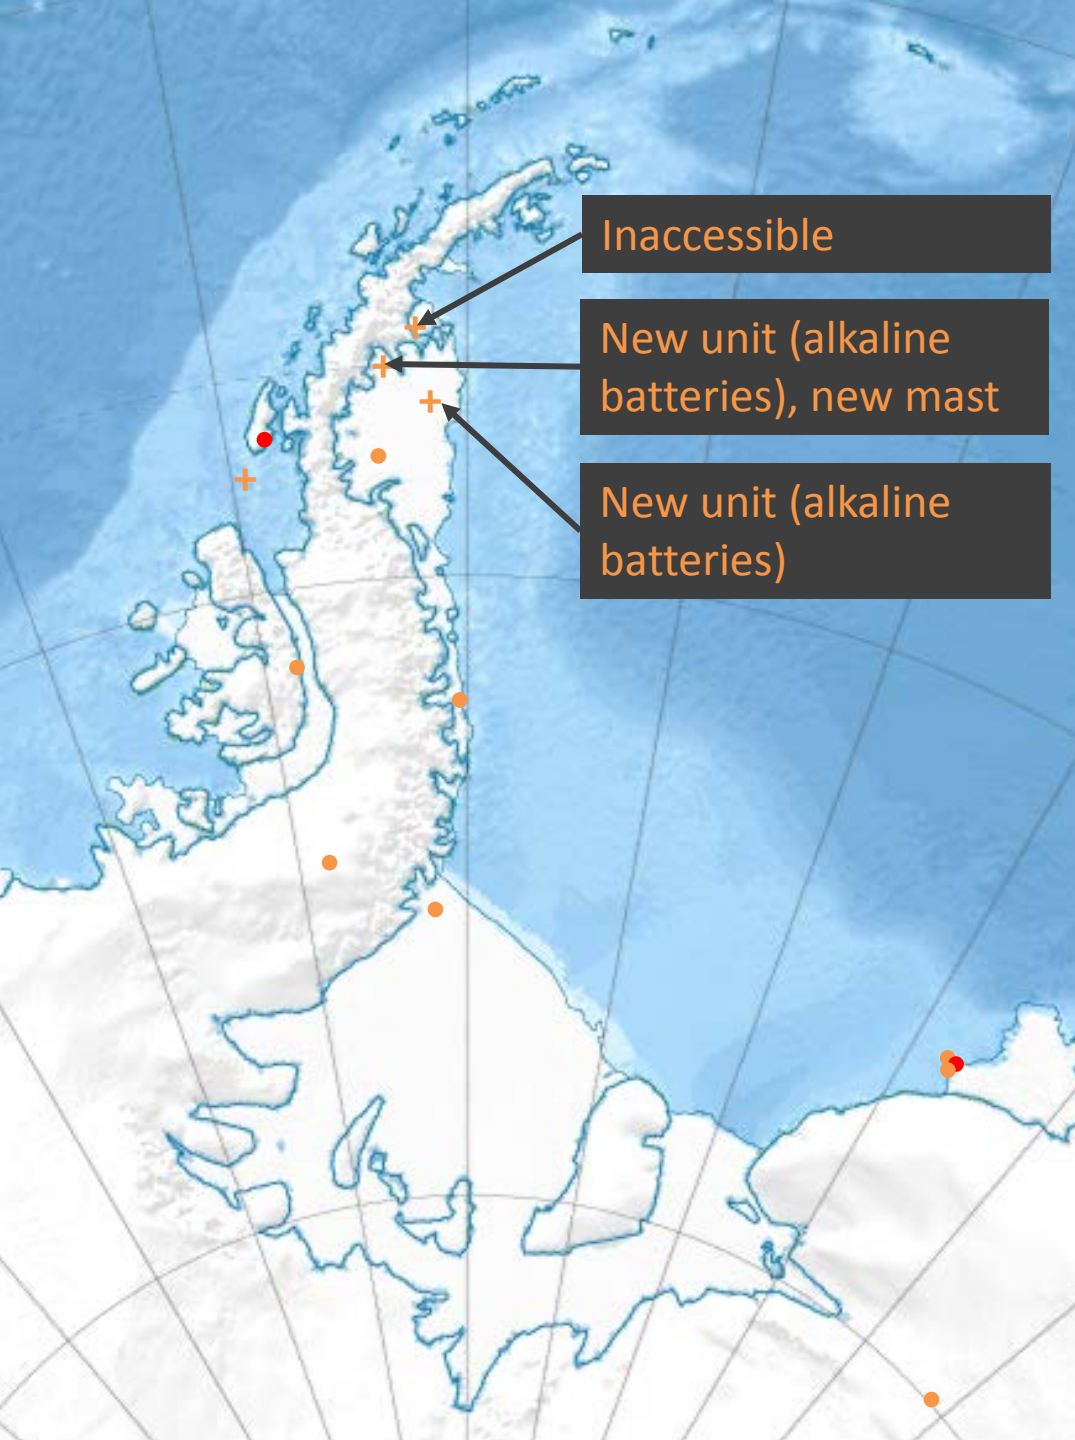 Inaccessible
New unit (alkaline
batteries), new mast
New unit (alkaline
batteries)